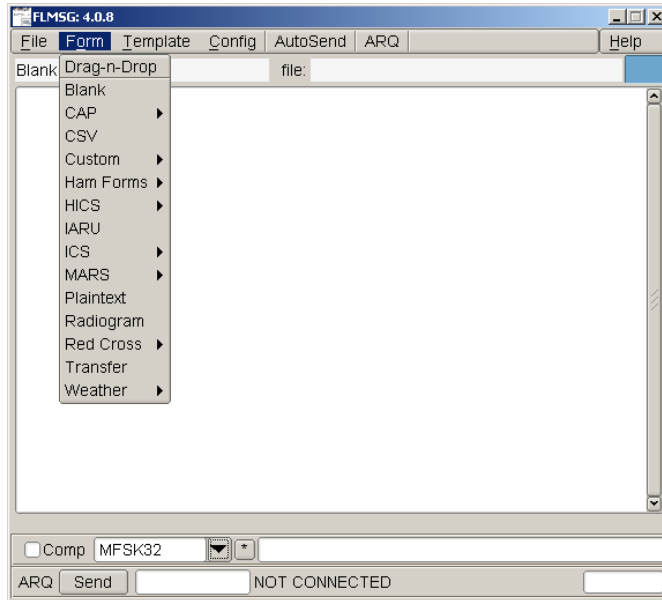 FLMSG: 4.0.8
File Form Template Config AutoSend ARQ Help
Blank file:
Drag-n-Drop
Blank
CAP
CSV
Custom
Ham Forms
HICS
IARU
ICS
MARS
Plaintext
Radiogram
Red Cross
Transfer
Weather
Comp MFSK32 *
ARQ Send NOT CONNECTED